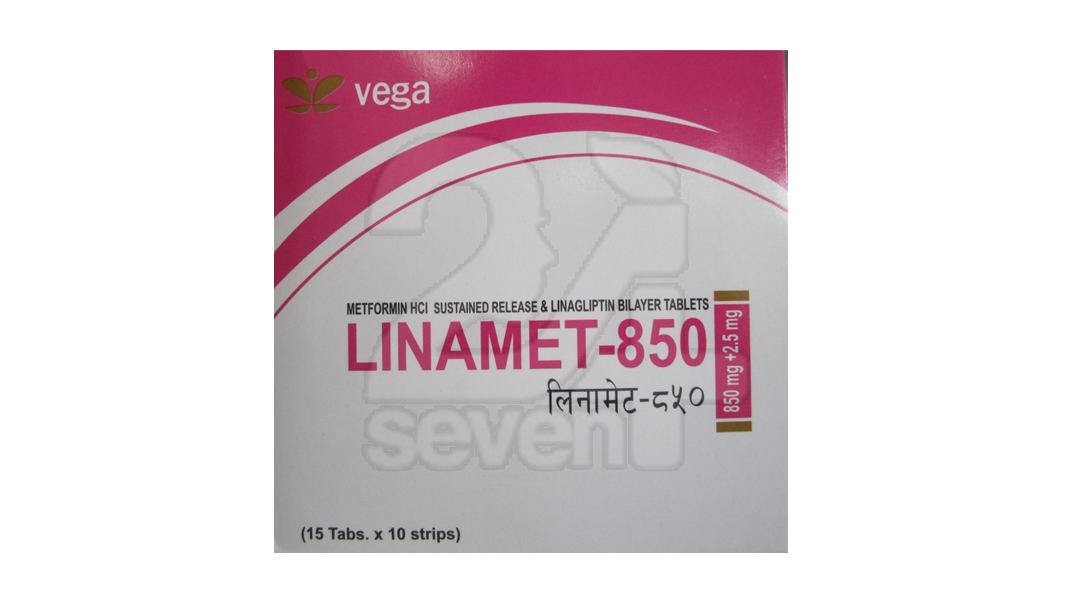 vega
METFORMIN HCl SUSTAINED RELEASE & LINAGLIPTIN BILAYER TABLETS
LINAMET-850
लिनामेट-८५०
850 mg +2.5 mg
24
seven
(15 Tabs. x 10 strips)